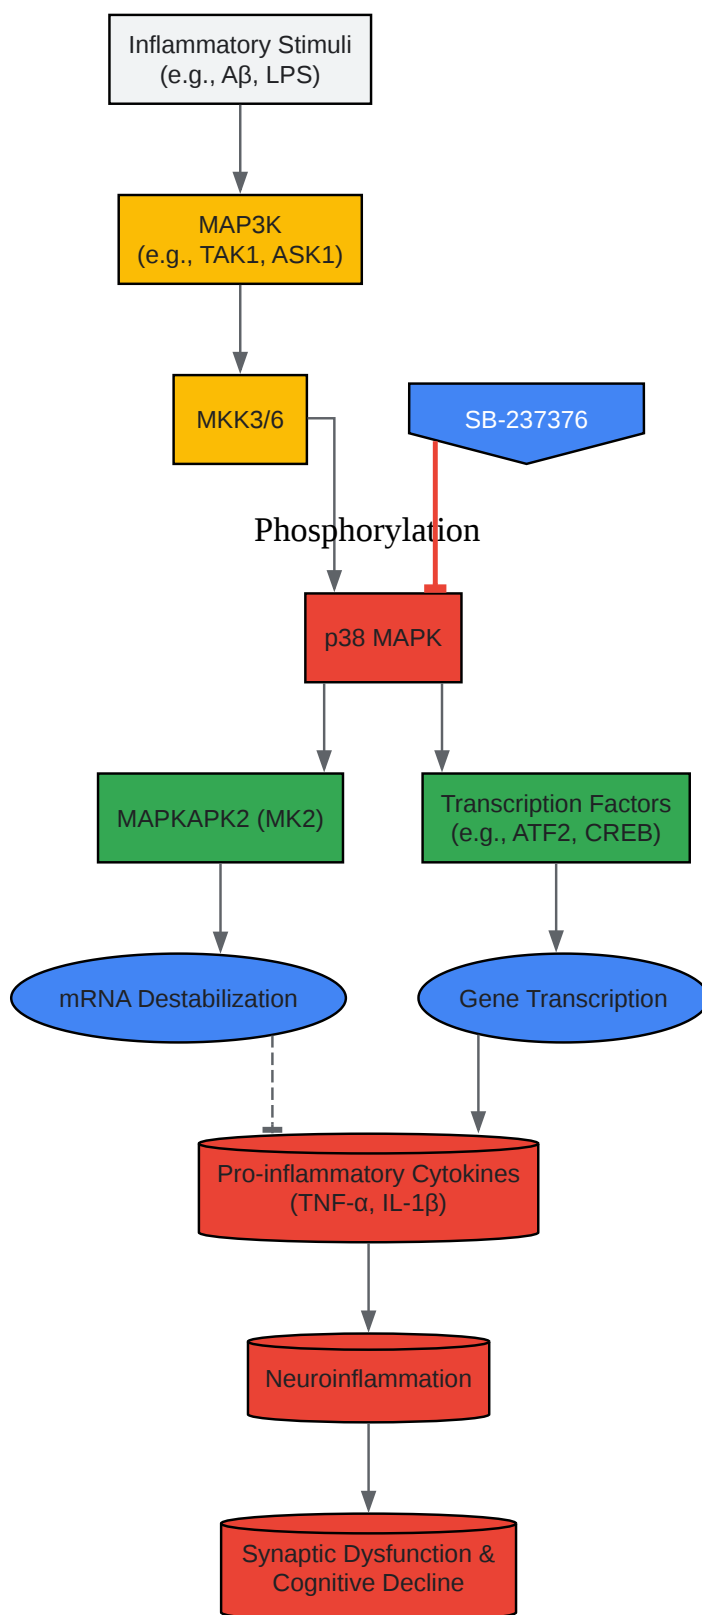 Inflammatory Stimuli
(e.g., Aβ, LPS)
MAP3K
(e.g., TAK1, ASK1)
MKK3/6
SB-237376
Phosphorylation
p38 MAPK
MAPKAPK2 (MK2)
Transcription Factors
(e.g., ATF2, CREB)
mRNA Destabilization
Gene Transcription
Pro-inflammatory Cytokines
(TNF-α, IL-1β)
Neuroinflammation
Synaptic Dysfunction &
Cognitive Decline